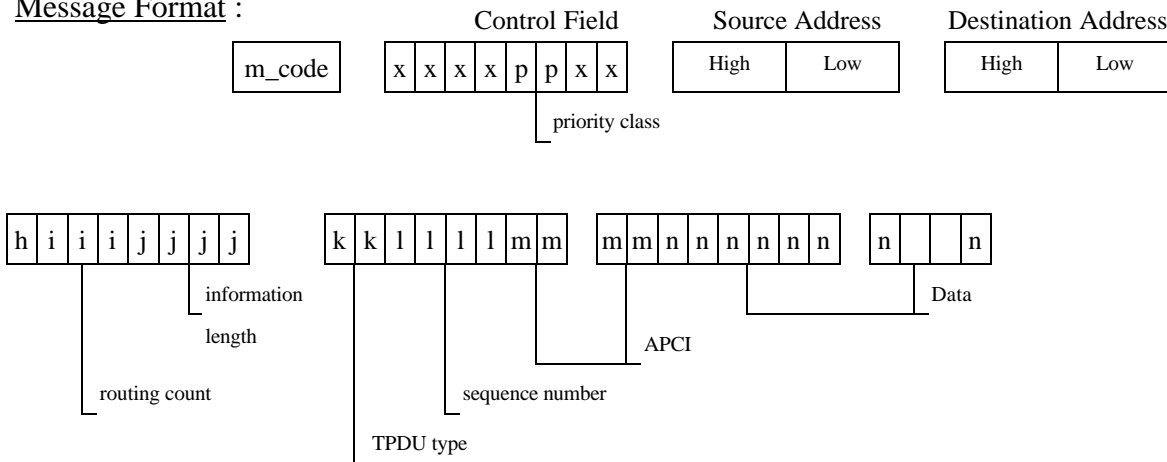 Message Format :
Control Field Source Address Destination Address
m_code x x x x p p x x High Low High Low
priority class
h i i i j j j j k k l l l l m m m m n n n n n n n n
information
length
Data
APCI
routing count
sequence number
TPDU type